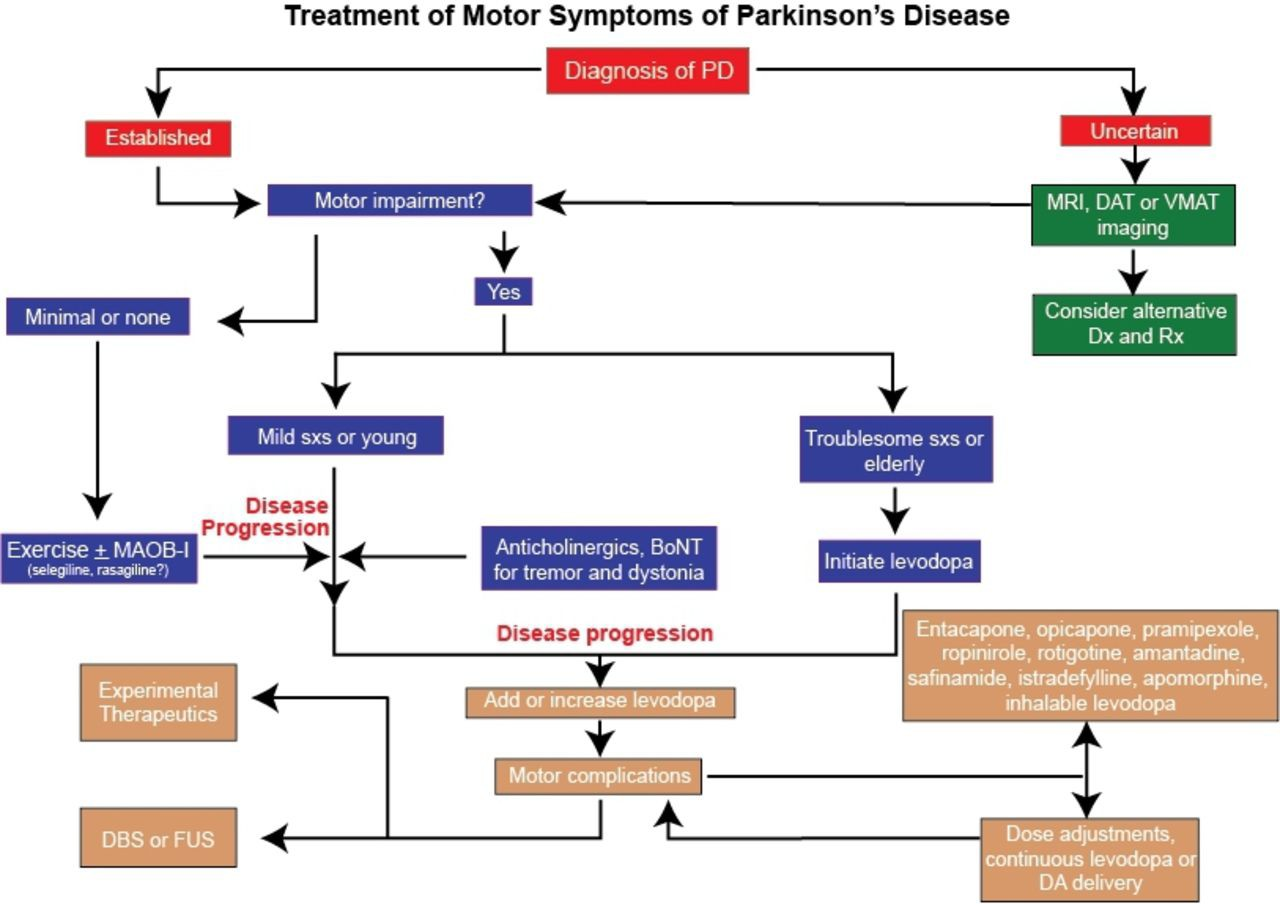 Treatment of Motor Symptoms of Parkinson's Disease
Diagnosis of PD
Established
Uncertain
Motor impairment?
MRI, DAT or VMAT
imaging
Yes
Minimal or none
Consider alternative
Dx and Rx
Mild sxs or young
Troublesome sxs or
elderly
Disease
Progression
Exercise ± MAOB-I
(selegiline, rasagiline?)
Anticholinergics, BoNT
for tremor and dystonia
Initiate levodopa
Disease progression
Entacapone, opicapone, pramipexole,
ropinirole, rotigotine, amantadine,
safinamide, istradefylline, apomorphine,
inhalable levodopa
Experimental
Therapeutics
Add or increase levodopa
Motor complications
DBS or FUS
Dose adjustments,
continuous levodopa or
DA delivery